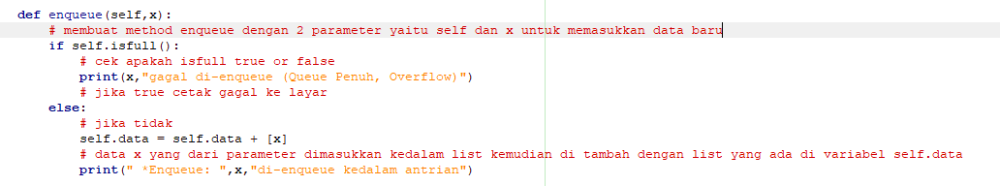 def enqueue(self,x):
# membuat method enqueue dengan 2 parameter yaitu self dan x untuk memasukkan data baru
if self.isfull():
# cek apakah isfull true or false
print(x,"gagal di-enqueue (Queue Penuh, Overflow)")
# jika true cetak gagal ke layar
else:
# jika tidak
self.data = self.data + [x]
# data x yang dari parameter dimasukkan kedalam list kemudian di tambah dengan list yang ada di variabel self.data
print(" *Enqueue: ",x,"di-enqueue kedalam antrian")